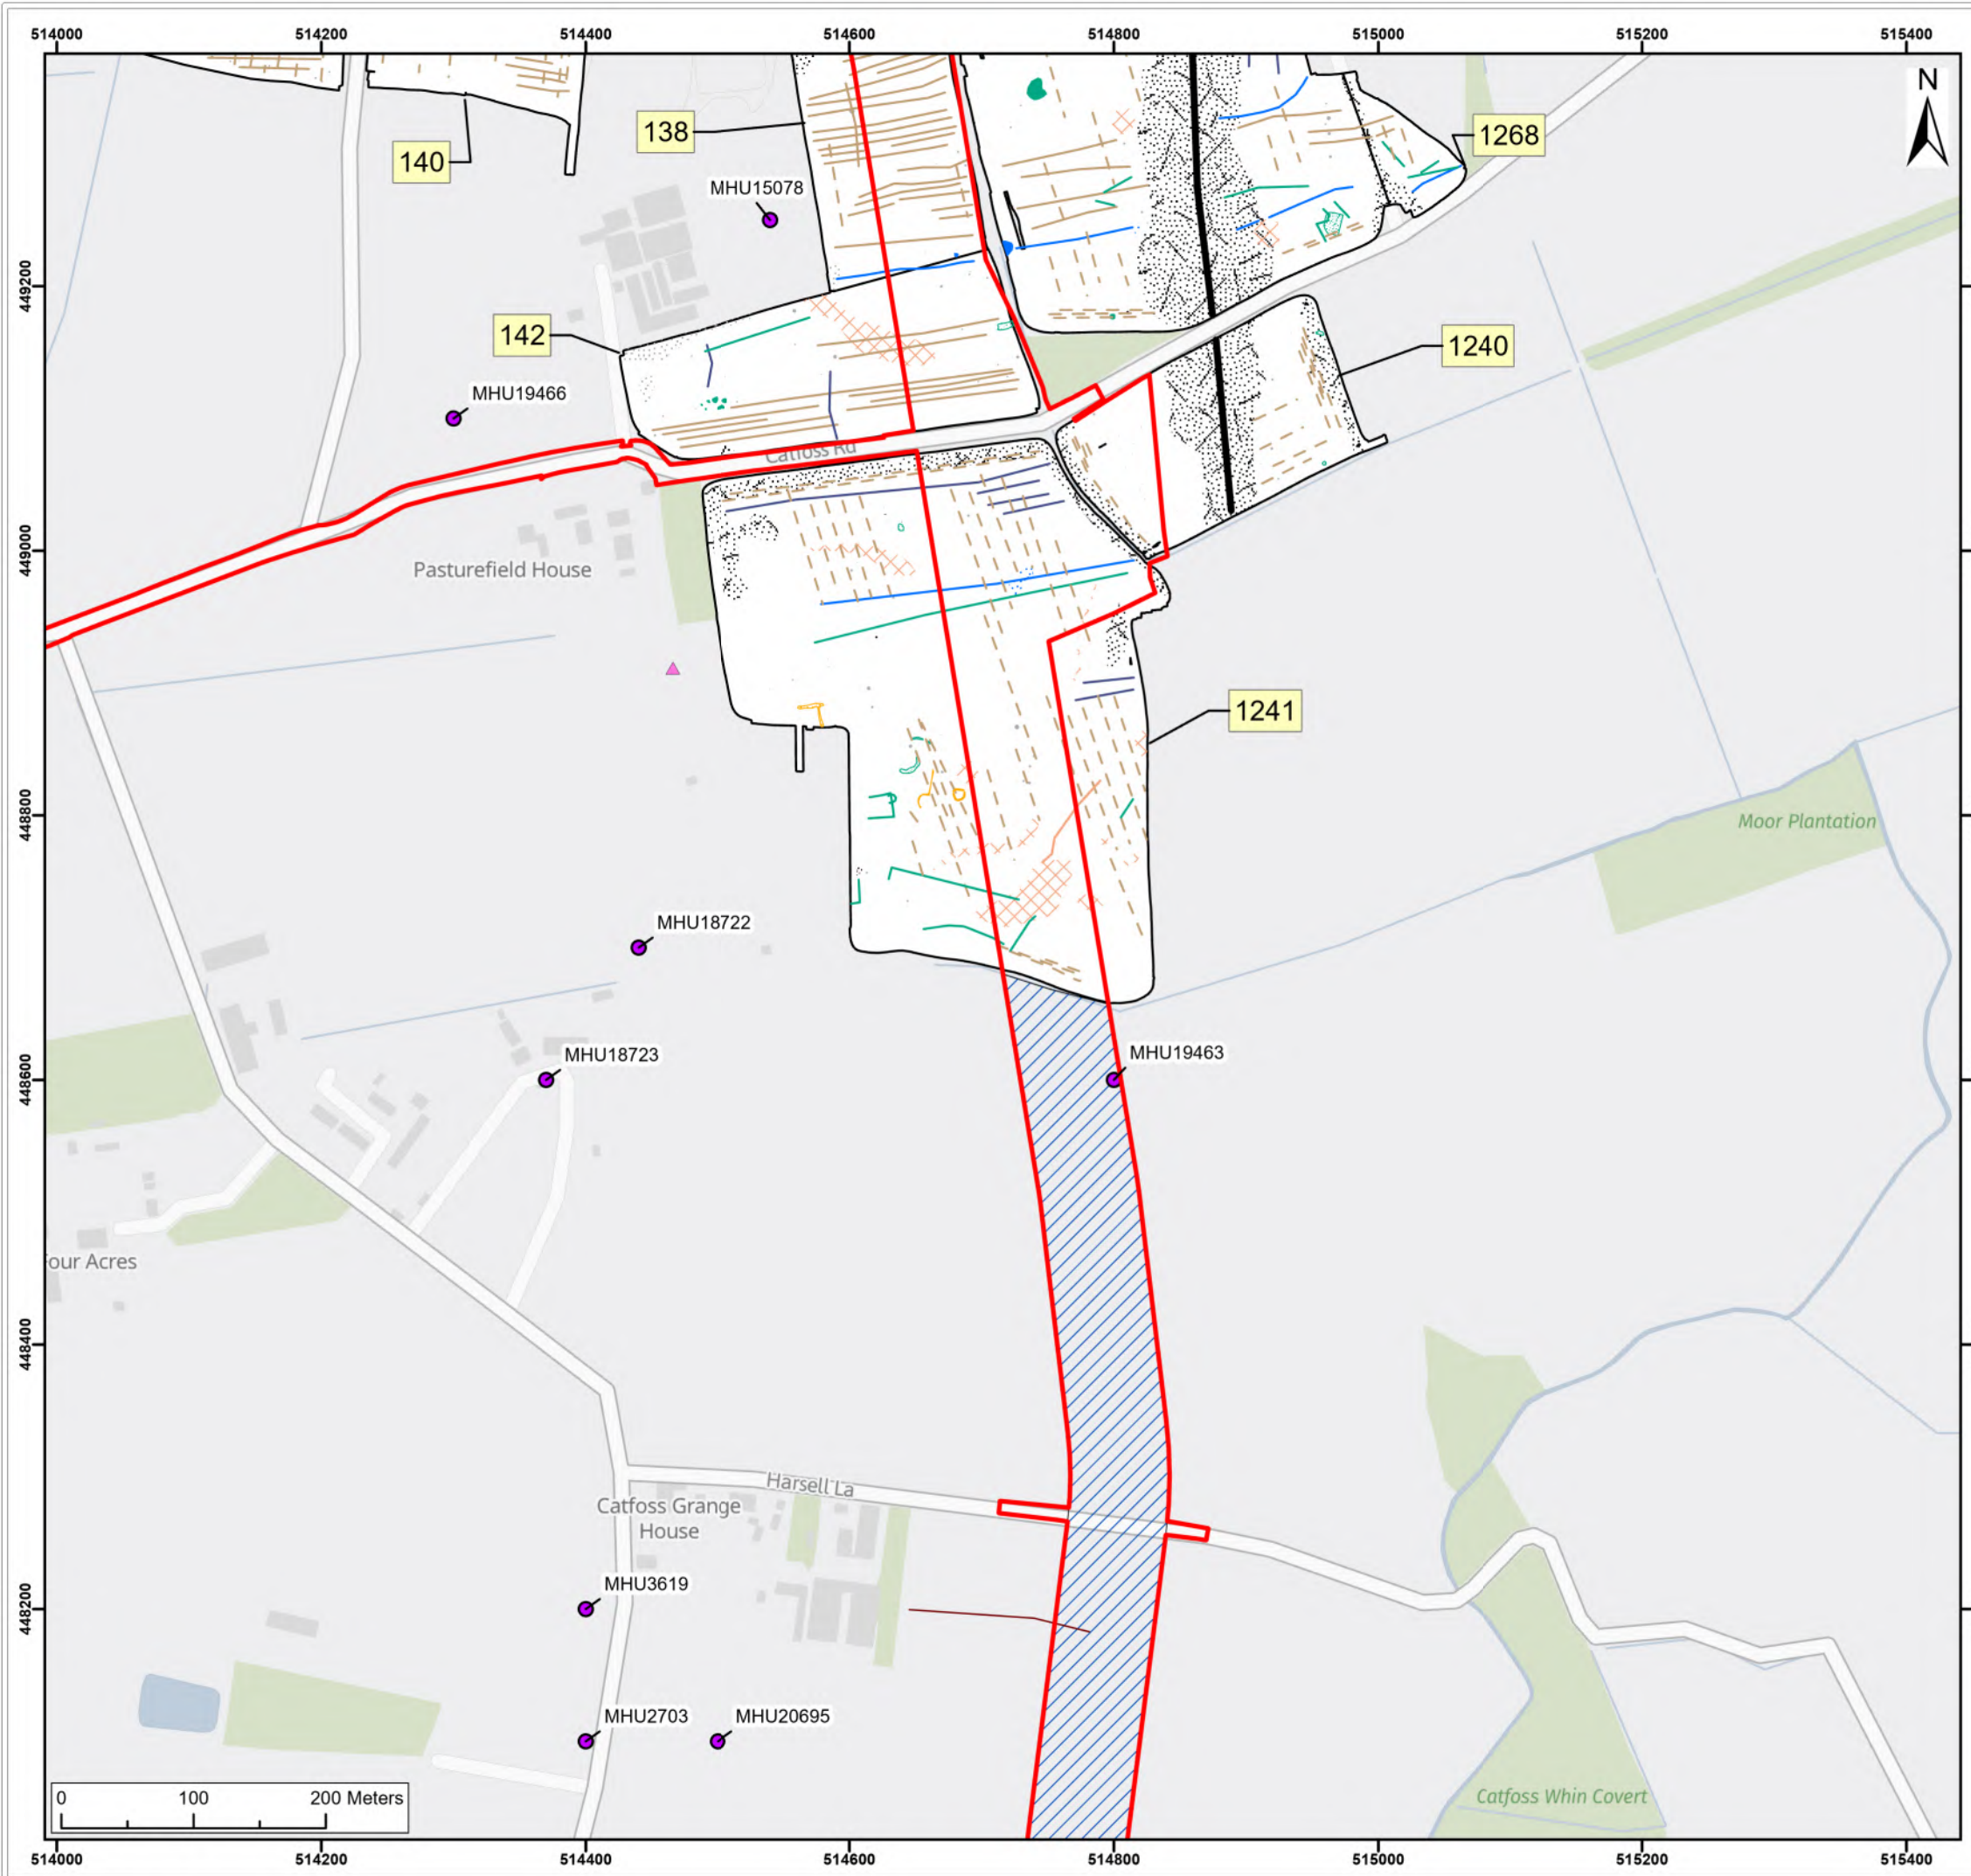 514000 514200 514400 514600 514800 515000 515200 515400
N
138
1268
140
MHU15078
449200
142
1240
MHU19466
Catfoss Rd
449000
Pasturefield House
1241
448800
Moor Plantation
MHU18722
MHU18723
MHU19463
448600
our Acres
448400
Harsell La
Catfoss Grange
House
MHU3619
448200
MHU2703
MHU20695
Catfoss Whin Covert
0 100 200 Meters
514000 514200 514400 514600 514800 515000 515200 515400